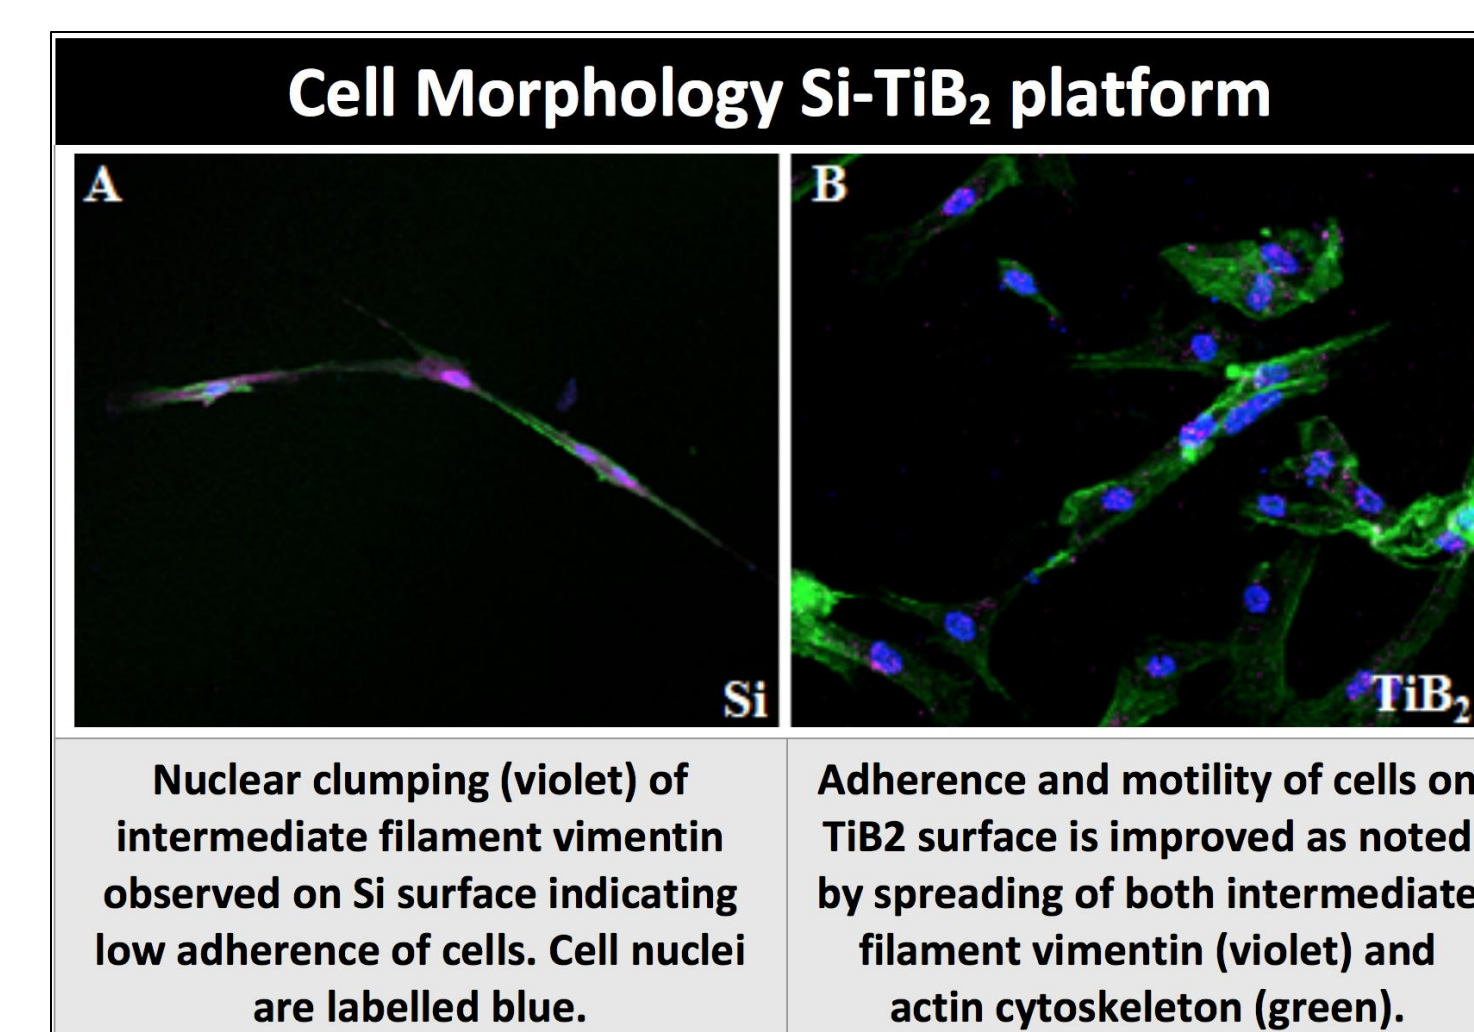 Cell Morphology Si-TiB₂ platform
A
B
Si
TiB₂
Nuclear clumping (violet) of
intermediate filament vimentin
observed on Si surface indicating
low adherence of cells. Cell nuclei
are labelled blue.
Adherence and motility of cells on
TiB2 surface is improved as noted
by spreading of both intermediate
filament vimentin (violet) and
actin cytoskeleton (green).